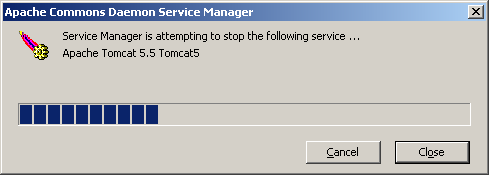 Apache Commons Daemon Service Manager
Service Manager is attempting to stop the following service ...
Apache Tomcat 5.5 Tomcat5
Cancel
Close